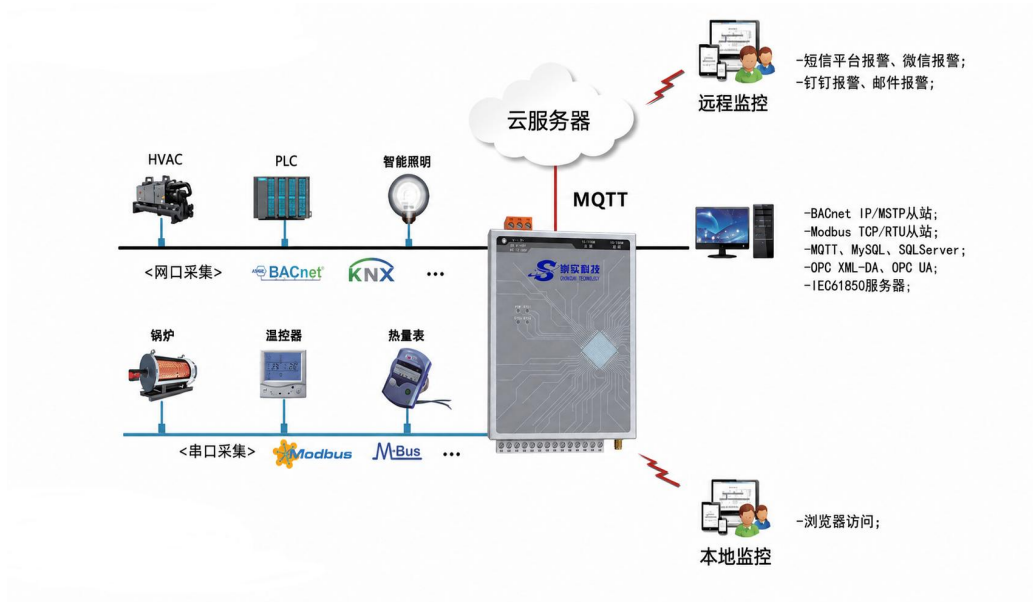 云服务器
远程监控
-短信平台报警、微信报警;
-钉钉报警、邮件报警;
HVAC
PLC
智能照明
MQTT
<网口采集>
BACnet
KNX
...
崇实科技
-BACnet IP/MSTP从站;
-Modbus TCP/RTU从站;
-MQTT、MySQL、SQLServer;
-OPC XML-DA、OPC UA;
-IEC61850服务器;
锅炉
温控器
热量表
<串口采集>
Modbus
M-Bus
...
本地监控
-浏览器访问;